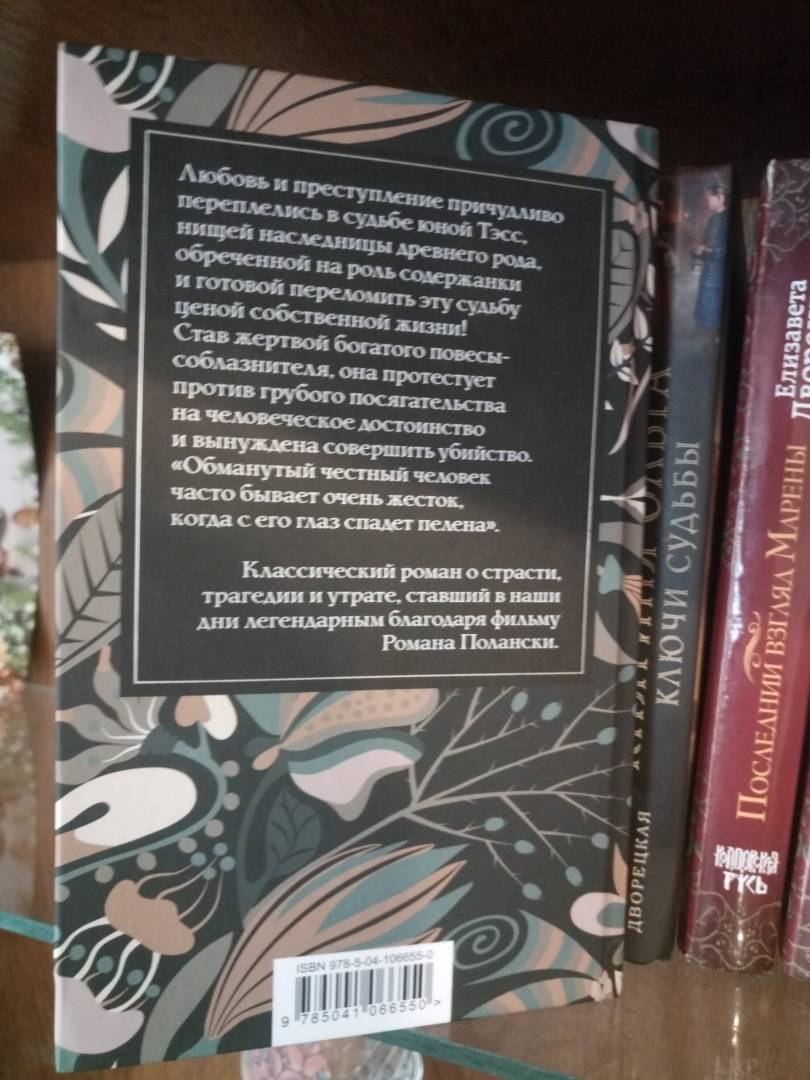 Любовь и преступление причудливо
переплелись в судьбе юной Тэсс,
нищей наследницы древнего рода,
обреченной на роль содержанки
и готовой переломить эту судьбу
ценой собственной жизни!
Став жертвой богатого повесы-
соблазнителя, она протестует
против грубого посягательства
на человеческое достоинство
и вынуждена совершить убийство.
«Обманутый честный человек
часто бывает очень жесток,
когда с его глаз спадет пелена».
Классический роман о страсти,
трагедии и утрате, ставший в наши
дни легендарным благодаря фильму
Романа Полански.
ISBN 978-5-04-106655-0
9 785041 066550 >
ДВОРЕЦКАЯ
КЛЮЧИ СУДЬБЫ
Елизавета
Последний взгляд Марены
РУСЬ